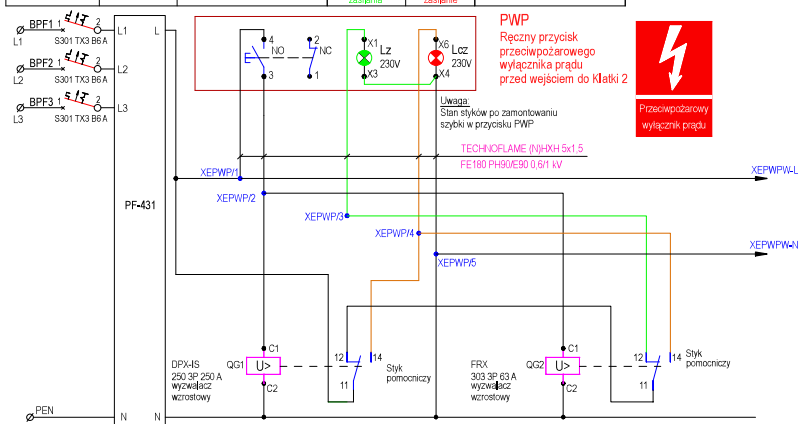 zasilanie
zasilanie
BPF1 1 2
L1 S301 TX3 B6 A L1 L
BPF2 1 2
L2 S301 TX3 B6 A L2
BPF3 1 2
L3 S301 TX3 B6 A L3
PF-431
4 2
NO NC
3 1
X1 Lz
230V
X3
X6 Lcz
230V
X4
PWP
Ręczny przycisk
przeciwpożarowego
wyłącznika prądu
przed wejściem do Klatki 2
Przeciwpożarowy
wyłącznik prądu
Uwaga:
Stan styków po zamontowaniu
szybki w przycisku PWP
TECHNOFLAME (N)HXH 5x1,5
FE180 PH90/E90 0,6/1 kV
XEPWP/1
XEPWPW-L
XEPWP/2
XEPWP/3
XEPWP/4
XEPWPW-N
XEPWP/5
DPX-IS
250 3P 250 A
wyzwalacz
wzrostowy
QG1 U>
C1
C2
12 14
11
Styk
pomocniczy
FRX
303 3P 63 A
wyzwalacz
wzrostowy
QG2 U>
C1
C2
12 14
11
Styk
pomocniczy
PEN N N